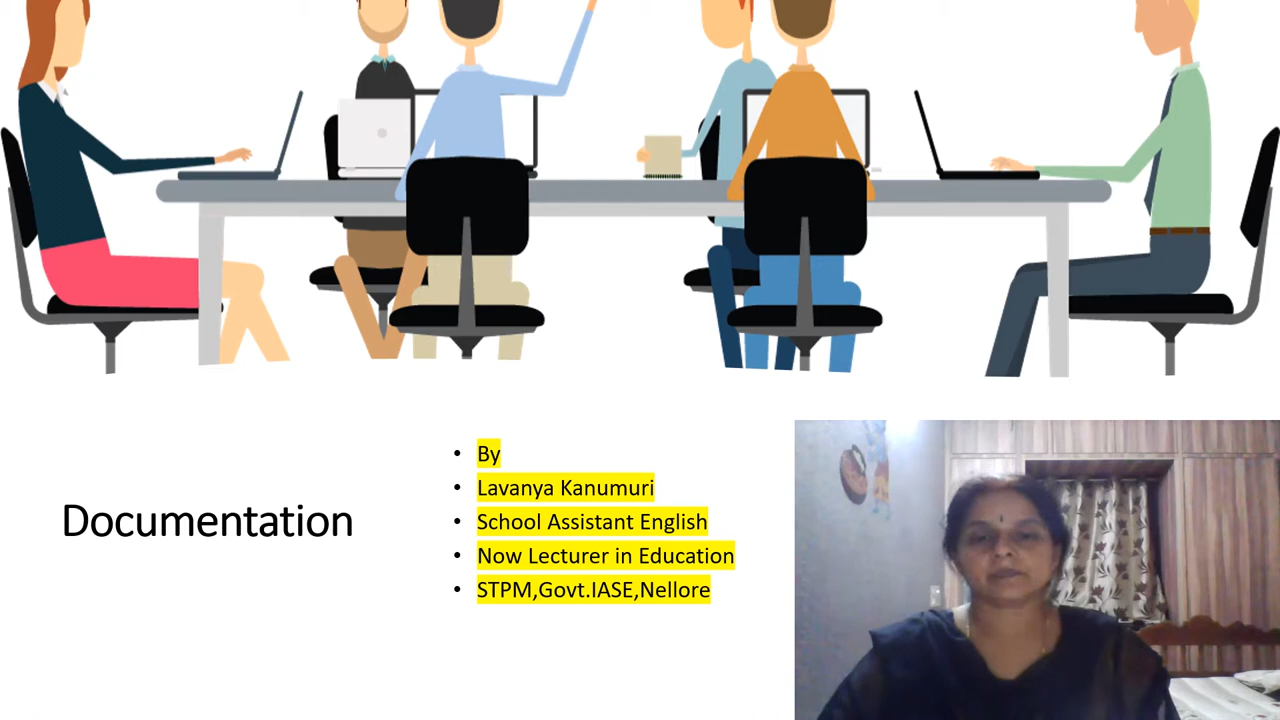 Documentation
• By
• Lavanya Kanumuri
• School Assistant English
• Now Lecturer in Education
• STPM,Govt.IASE,Nellore